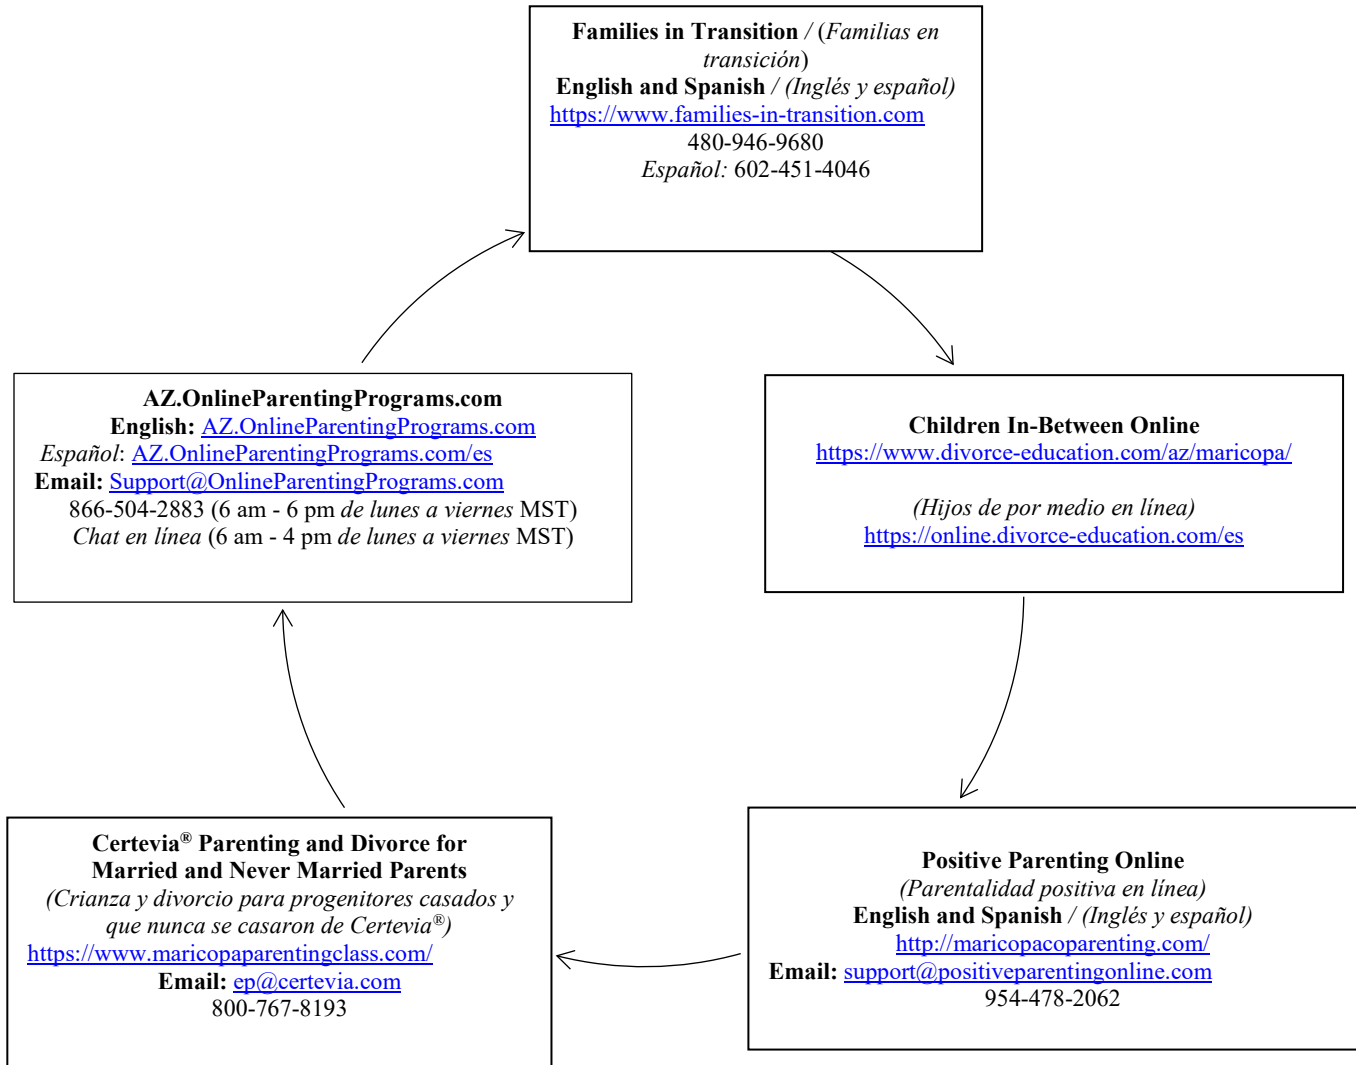 Families in Transition / (Familias en
transición)
English and Spanish / (Inglés y español)
https://www.families-in-transition.com
480-946-9680
Español: 602-451-4046
AZ.OnlineParentingPrograms.com
English: AZ.OnlineParentingPrograms.com
Español: AZ.OnlineParentingPrograms.com/es
Email: Support@OnlineParentingPrograms.com
866-504-2883 (6 am - 6 pm de lunes a viernes MST)
Chat en línea (6 am - 4 pm de lunes a viernes MST)
Children In-Between Online
https://www.divorce-education.com/az/maricopa/
(Hijos de por medio en línea)
https://online.divorce-education.com/es
Certevia® Parenting and Divorce for
Married and Never Married Parents
(Crianza y divorcio para progenitores casados y
que nunca se casaron de Certevia®)
https://www.maricopaparentingclass.com/
Email: ep@certevia.com
800-767-8193
Positive Parenting Online
(Parentalidad positiva en línea)
English and Spanish / (Inglés y español)
http://maricopacoparenting.com/
Email: support@positiveparentingonline.com
954-478-2062